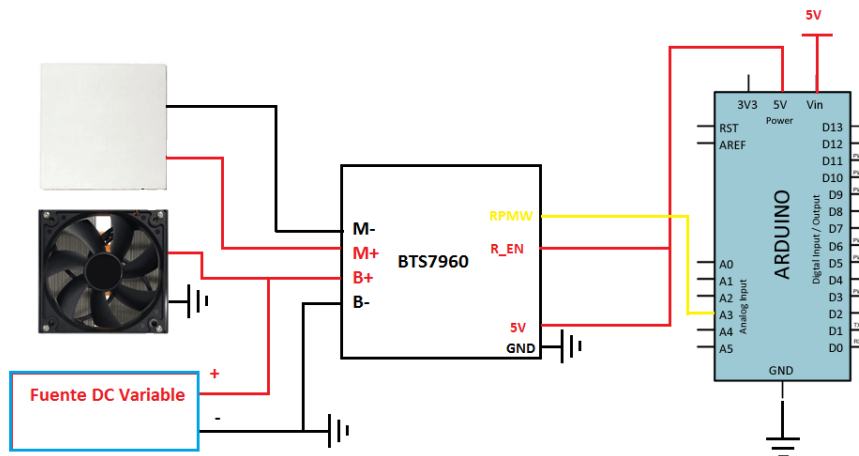 5V
3V3
5V
Vin
Power
RST
AREF
D13
D12
D11
D10
D9
D8
D7
D6
D5
D4
D3
D2
D1
D0
ARDUINO
Digtal Input / Output
A0
A1
A2
A3
A4
A5
Analog Input
GND
M-
M+
B+
B-
BTS7960
RPMW
R_EN
5V
GND
+
Fuente DC Variable
-